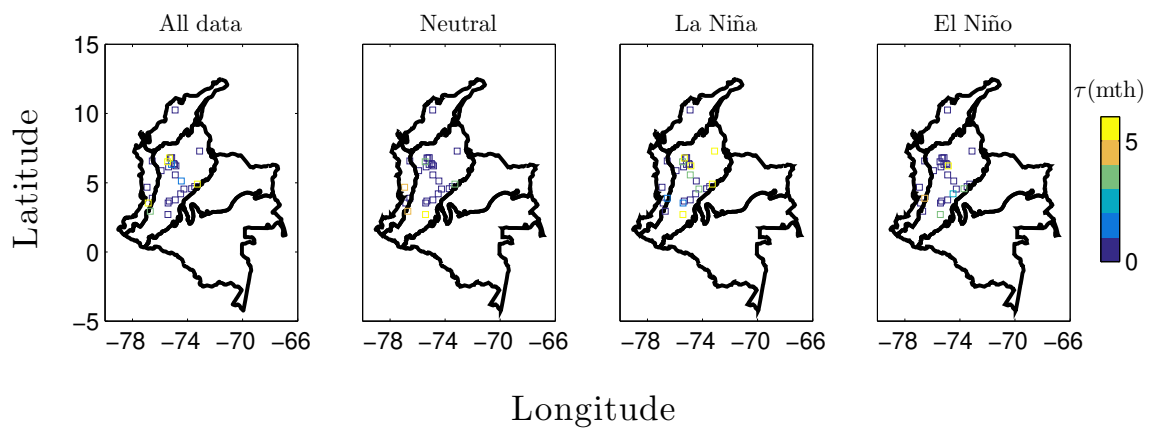 All data Neutral La Niña El Niño
15
10
5
0
−5
Latitude
−78 −74 −70 −66 −78 −74 −70 −66 −78 −74 −70 −66 −78 −74 −70 −66
Longitude
τ(mth)
5
0